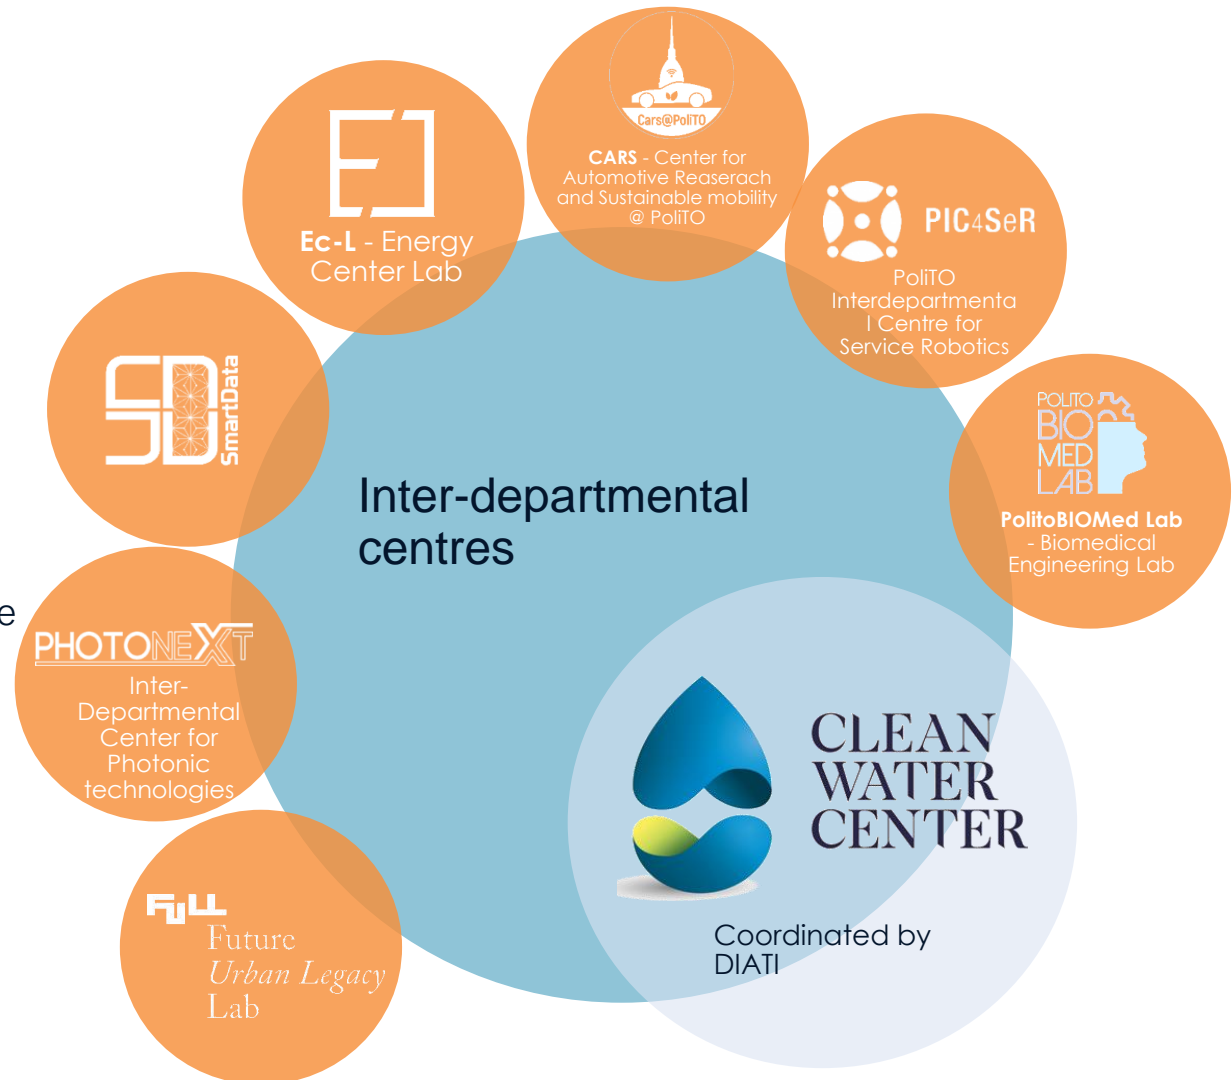 Cars@PoliTO
CARS - Center for
Automotive Reaserach
and Sustainable mobility
@ PoliTO
Ec-L - Energy
Center Lab
PIC4SeR
PoliTO
Interdepartmenta
l Centre for
Service Robotics
SmartData
POLITO
BIO
MED
LAB
PolitoBIOMed Lab
- Biomedical
Engineering Lab
Inter-departmental
centres
e
PHOTONEXT
Inter-
Departmental
Center for
Photonic
technologies
CLEAN
WATER
CENTER
Coordinated by
DIATI
FULL
Future
Urban Legacy
Lab